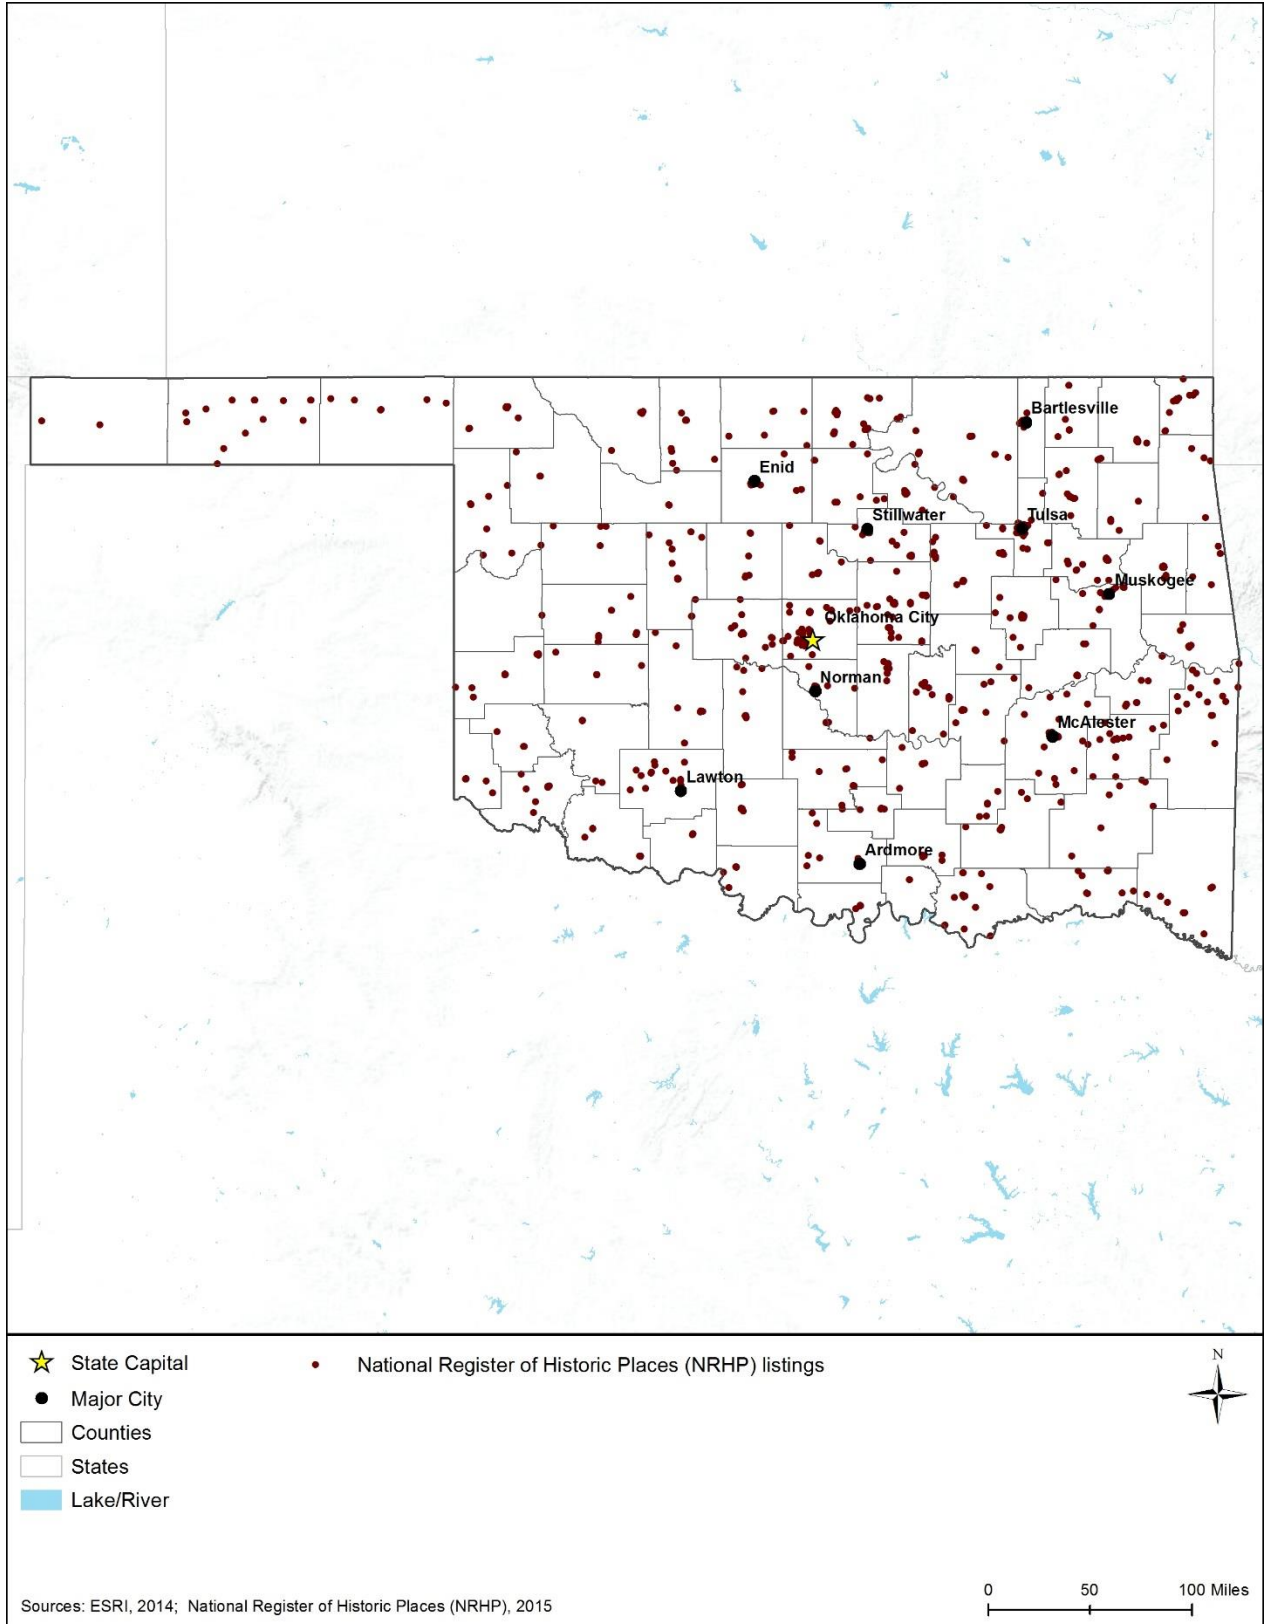 Bartlesville
Enid
Stillwater
Tulsa
Muskogee
Oklahoma City
Norman
McAlester
Lawton
Ardmore
State Capital
National Register of Historic Places (NRHP) listings
N
Major City
Counties
States
Lake/River
0 50 100 Miles
Sources: ESRI, 2014; National Register of Historic Places (NRHP), 2015